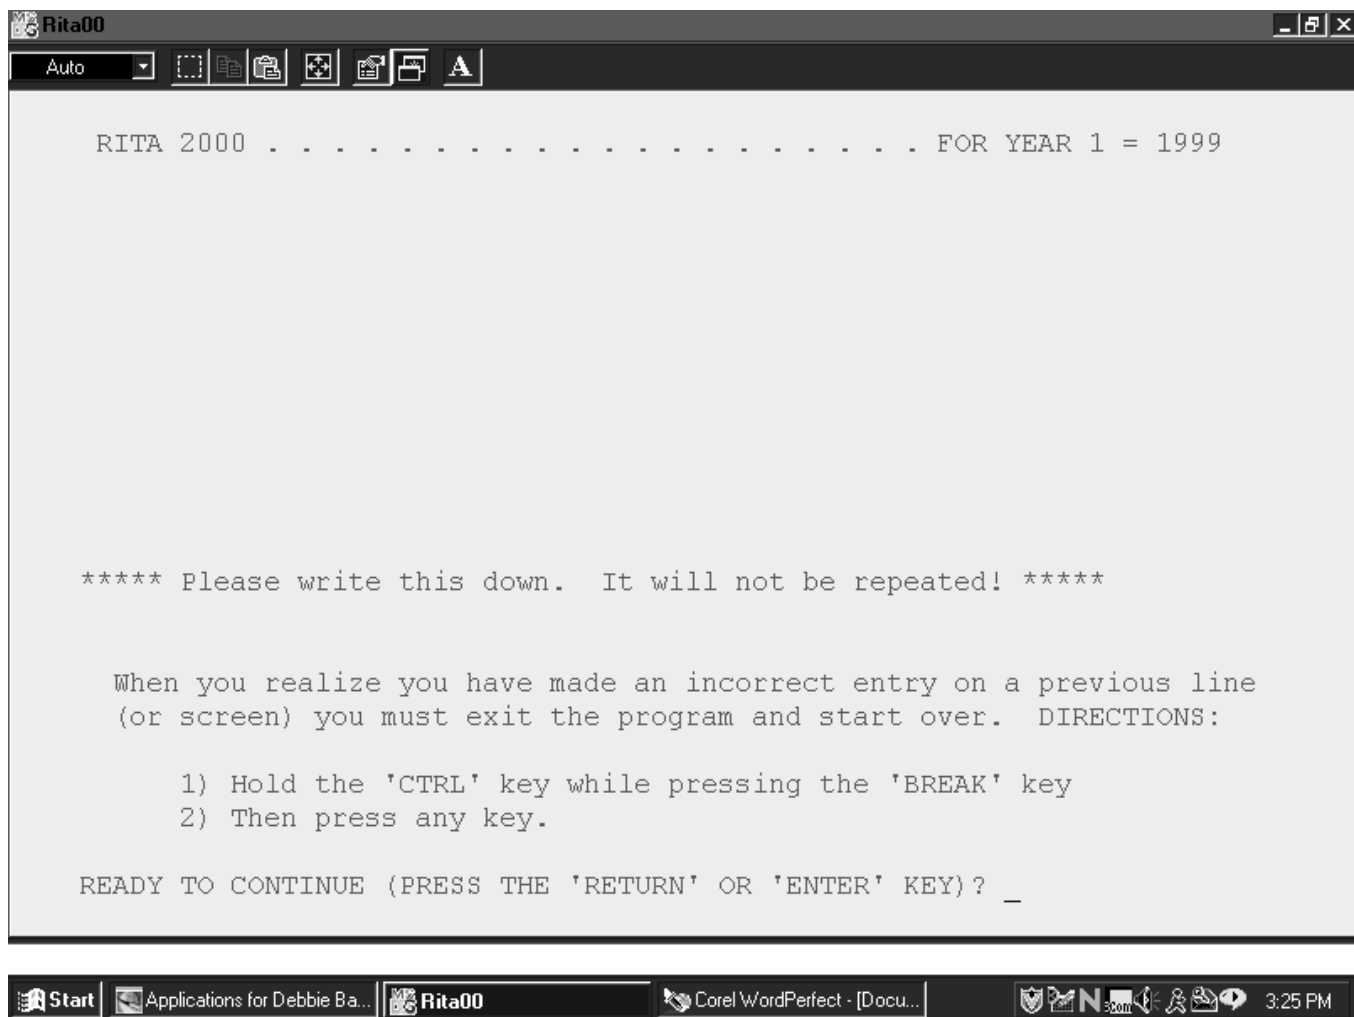 Rita00
Auto
A
RITA 2000 . . . . . . . . . . . . . . . . . . . . FOR YEAR 1 = 1999
***** Please write this down. It will not be repeated! *****
When you realize you have made an incorrect entry on a previous line
(or screen) you must exit the program and start over. DIRECTIONS:
1) Hold the 'CTRL' key while pressing the 'BREAK' key
2) Then press any key.
READY TO CONTINUE (PRESS THE 'RETURN' OR 'ENTER' KEY)? _
Start Applications for Debbie Ba... Rita00 Corel WordPerfect - [Docu... N 3Com 3:25 PM